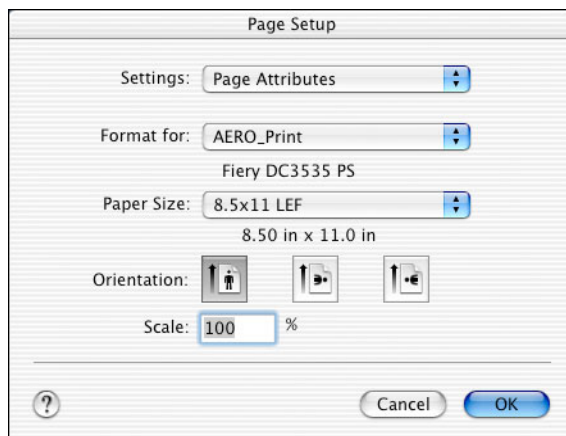 Page Setup
Settings: Page Attributes
Format for: AERO_Print
Fiery DC3535 PS
Paper Size: 8.5x11 LEF
8.50 in x 11.0 in
Orientation:
Scale: 100 %
? Cancel OK